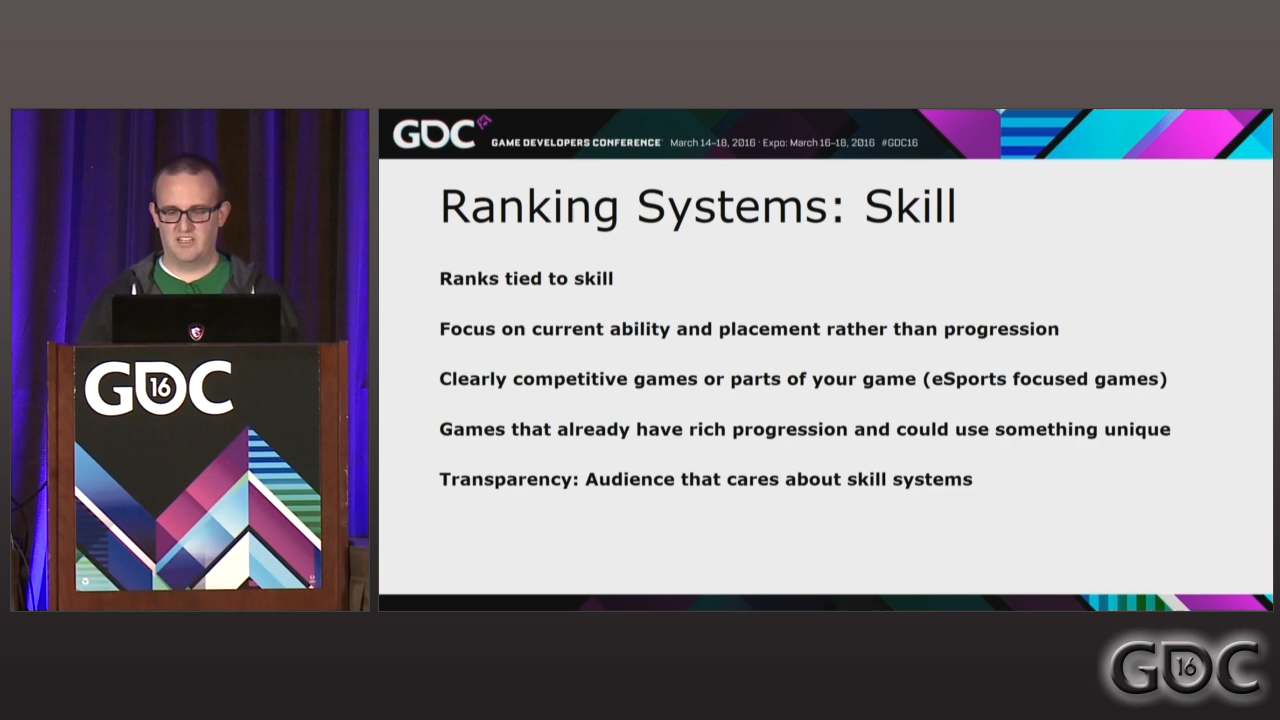 GDC
GAME DEVELOPERS CONFERENCE March 14-18, 2016 · Expo: March 16-18, 2016 #GDC16
Ranking Systems: Skill
Ranks tied to skill
Focus on current ability and placement rather than progression
Clearly competitive games or parts of your game (eSports focused games)
Games that already have rich progression and could use something unique
Transparency: Audience that cares about skill systems
GDC 16
GDC 16